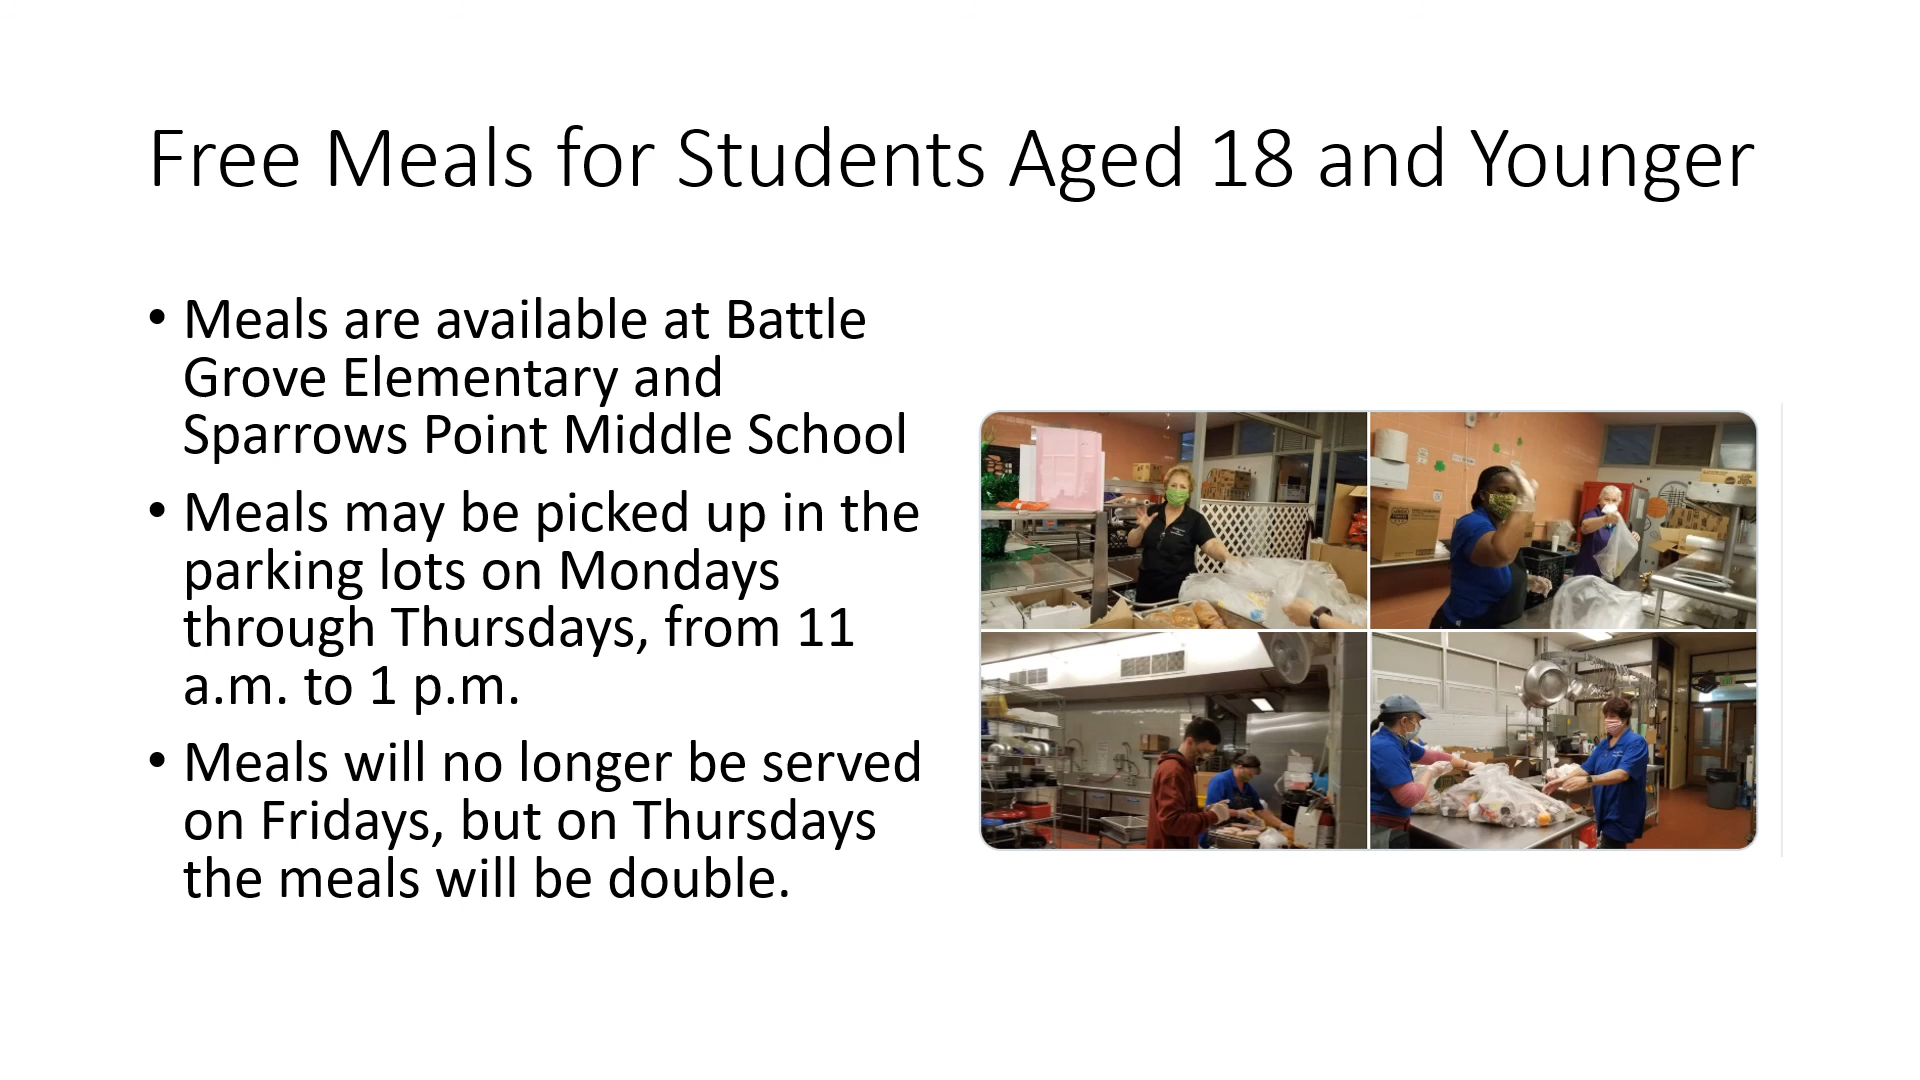 Free Meals for Students Aged 18 and Younger
• Meals are available at Battle
Grove Elementary and
Sparrows Point Middle School
• Meals may be picked up in the
parking lots on Mondays
through Thursdays, from 11
a.m. to 1 p.m.
• Meals will no longer be served
on Fridays, but on Thursdays
the meals will be double.